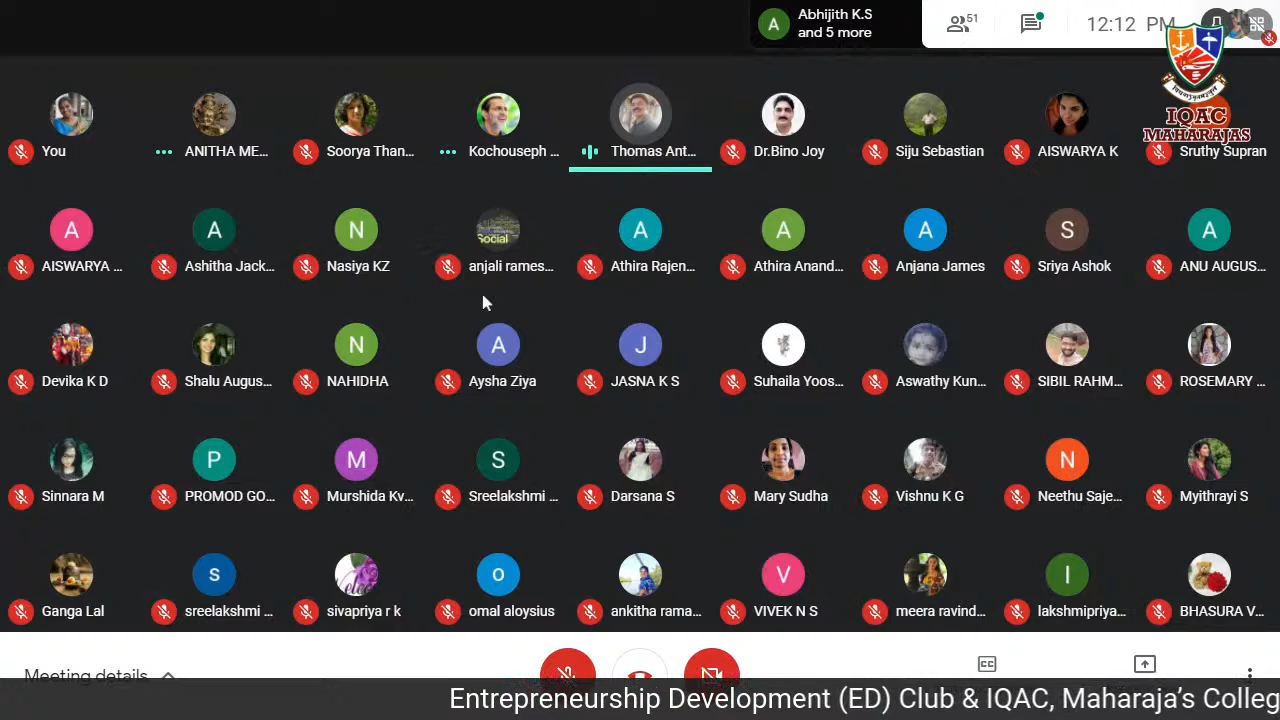 A
Abhijith K.S
and 5 more
51
12:12 PM
IQAC
MAHARAJAS
You
ANITHA ME...
Soorya Than...
Kochouseph ...
Thomas Ant...
Dr.Bino Joy
Siju Sebastian
AISWARYA K
Sruthy Supran
A
A
N
Social
A
A
A
S
A
AISWARYA ...
Ashitha Jack...
Nasiya KZ
anjali rames...
Athira Rajen...
Athira Anand...
Anjana James
Sriya Ashok
ANU AUGUS...
N
A
J
Devika K D
Shalu Augus...
NAHIDHA
Aysha Ziya
JASNA K S
Suhaila Yoos...
Aswathy Kun...
SIBIL RAHM...
ROSEMARY ...
P
M
S
N
Sinnara M
PROMOD GO...
Murshida Kv...
Sreelakshmi ...
Darsana S
Mary Sudha
Vishnu K G
Neethu Saje...
Myithrayi S
s
o
V
l
Ganga Lal
sreelakshmi ...
sivapriya r k
omal aloysius
ankitha rama...
VIVEK N S
meera ravind...
lakshmipriya...
BHASURA V...
Meeting details
CC
Entrepreneurship Development (ED) Club & IQAC, Maharaja’s Colleg